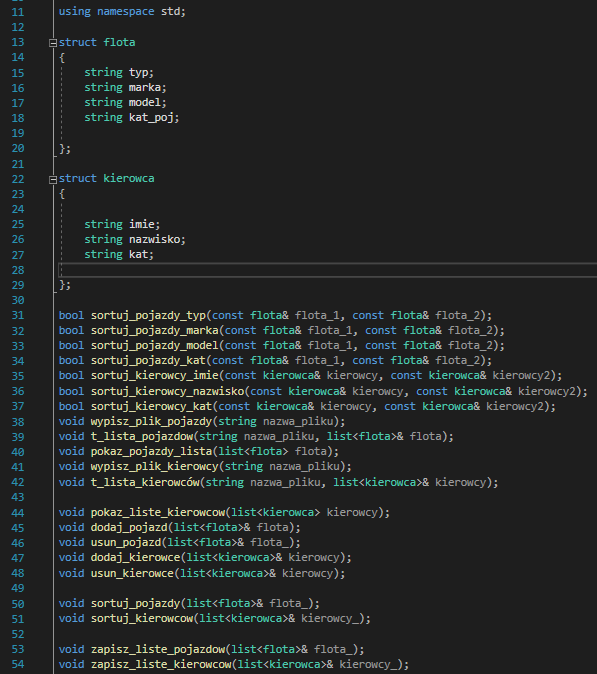 11 using namespace std;
12
13 struct flota
14 {
15 string typ;
16 string marka;
17 string model;
18 string kat_poj;
19
20 };
21
22 struct kierowca
23 {
24
25 string imie;
26 string nazwisko;
27 string kat;
28
29 };
30
31 bool sortuj_pojazdy_typ(const flota& flota_1, const flota& flota_2);
32 bool sortuj_pojazdy_marka(const flota& flota_1, const flota& flota_2);
33 bool sortuj_pojazdy_model(const flota& flota_1, const flota& flota_2);
34 bool sortuj_pojazdy_kat(const flota& flota_1, const flota& flota_2);
35 bool sortuj_kierowcy_imie(const kierowca& kierowcy, const kierowca& kierowcy2);
36 bool sortuj_kierowcy_nazwisko(const kierowca& kierowcy, const kierowca& kierowcy2);
37 bool sortuj_kierowcy_kat(const kierowca& kierowcy, const kierowca& kierowcy2);
38 void wypisz_plik_pojazdy(string nazwa_pliku);
39 void t_lista_pojazdow(string nazwa_pliku, list<flota>& flota);
40 void pokaz_pojazdy_lista(list<flota> flota);
41 void wypisz_plik_kierowcy(string nazwa_pliku);
42 void t_lista_kierowców(string nazwa_pliku, list<kierowca>& kierowcy);
43
44 void pokaz_liste_kierowcow(list<kierowca> kierowcy);
45 void dodaj_pojazd(list<flota>& flota);
46 void usun_pojazd(list<flota>& flota_);
47 void dodaj_kierowce(list<kierowca>& kierowcy);
48 void usun_kierowce(list<kierowca>& kierowcy);
49
50 void sortuj_pojazdy(list<flota>& flota_);
51 void sortuj_kierowcow(list<kierowca>& kierowcy_);
52
53 void zapisz_liste_pojazdow(list<flota>& flota_);
54 void zapisz_liste_kierowcow(list<kierowca>& kierowcy_);